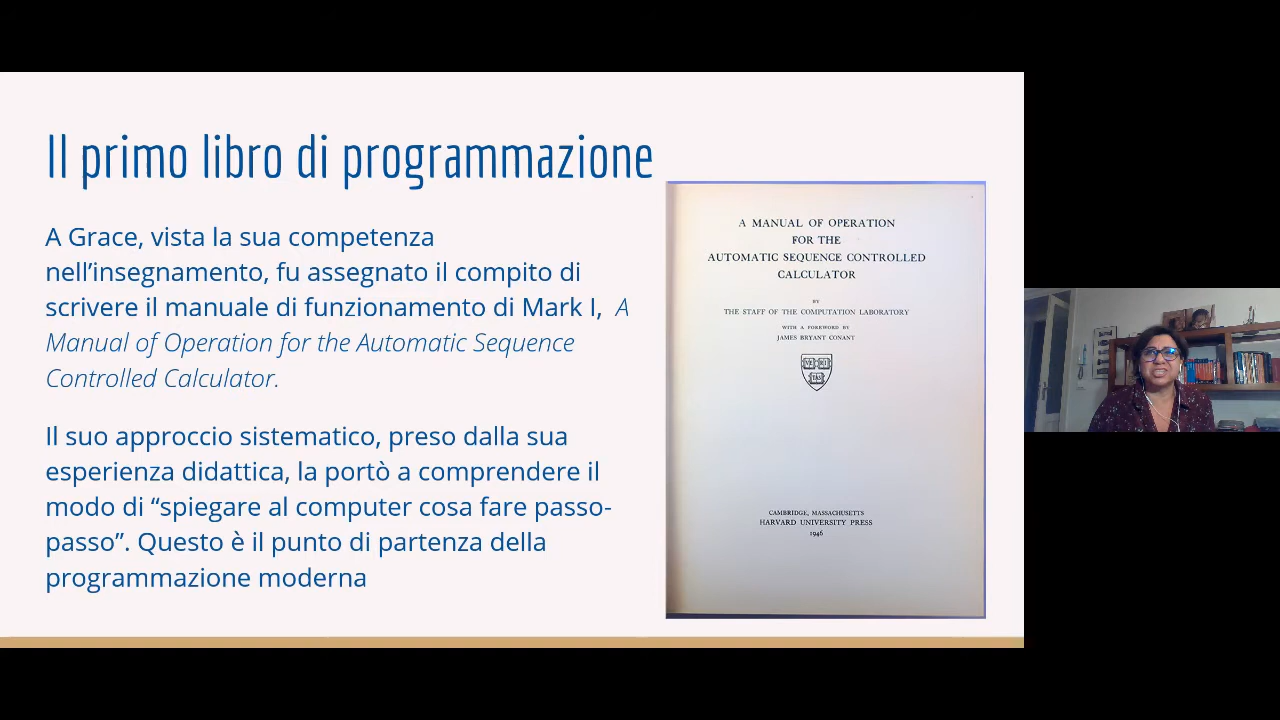 Il primo libro di programmazione
A Grace, vista la sua competenza
nell’insegnamento, fu assegnato il compito di
scrivere il manuale di funzionamento di Mark I, A
Manual of Operation for the Automatic Sequence
Controlled Calculator.
Il suo approccio sistematico, preso dalla sua
esperienza didattica, la portò a comprendere il
modo di “spiegare al computer cosa fare passo-
passo”. Questo è il punto di partenza della
programmazione moderna
A MANUAL OF OPERATION
FOR THE
AUTOMATIC SEQUENCE CONTROLLED
CALCULATOR
BY
THE STAFF OF THE COMPUTATION LABORATORY
WITH A FOREWORD BY
JAMES BRYANT CONANT
VE RI
TAS
CAMBRIDGE, MASSACHUSETTS
HARVARD UNIVERSITY PRESS
1946